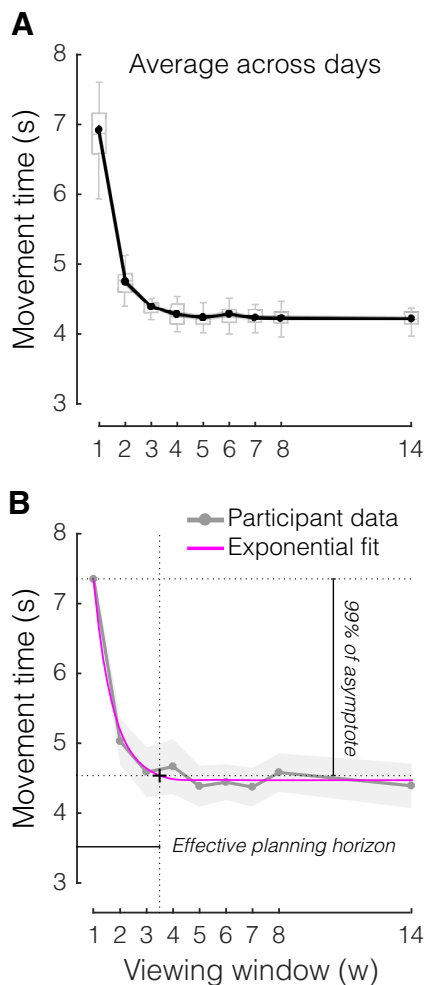 A
Average across days
Movement time (s)
8
7
6
5
4
3
1 2 3 4 5 6 7 8 14
B
Participant data
Exponential fit
Movement time (s)
8
7
6
5
4
3
99% of asymptote
Effective planning horizon
1 2 3 4 5 6 7 8 14
Viewing window (w)